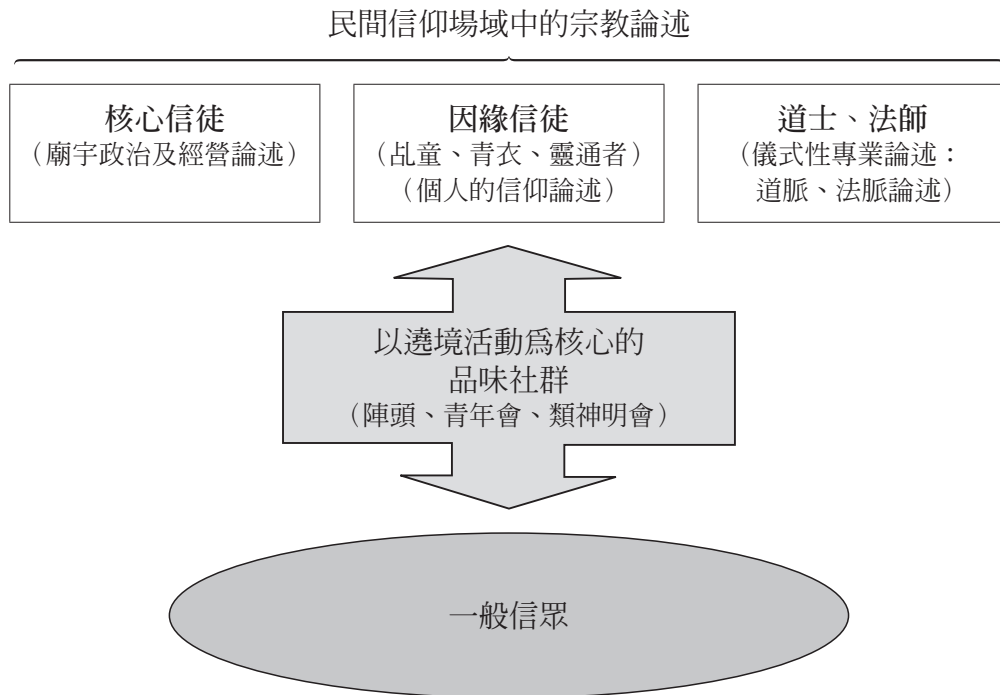 民間信仰場域中的宗教論述
核心信徒
（廟宇政治及經營論述）
因緣信徒
（乩童、青衣、靈通者）
（個人的信仰論述）
道士、法師
（儀式性專業論述：
道脈、法脈論述）
以遶境活動爲核心的
品味社群
（陣頭、青年會、類神明會）
一般信眾